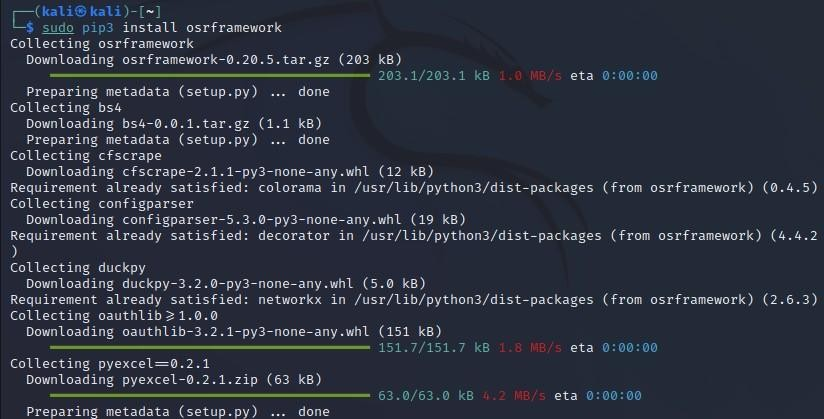 ┌──(kali㉿kali)-[~]
└─$ sudo pip3 install osrframework
Collecting osrframework
  Downloading osrframework-0.20.5.tar.gz (203 kB)
     ━━━━━━━━━━━━━━━━━━━━━━━━━━━━━━━━━━━━━━━━ 203.1/203.1 kB 1.0 MB/s eta 0:00:00
  Preparing metadata (setup.py) ... done
Collecting bs4
  Downloading bs4-0.0.1.tar.gz (1.1 kB)
  Preparing metadata (setup.py) ... done
Collecting cfscrape
  Downloading cfscrape-2.1.1-py3-none-any.whl (12 kB)
Requirement already satisfied: colorama in /usr/lib/python3/dist-packages (from osrframework) (0.4.5)
Collecting configparser
  Downloading configparser-5.3.0-py3-none-any.whl (19 kB)
Requirement already satisfied: decorator in /usr/lib/python3/dist-packages (from osrframework) (4.4.2
)
Collecting duckpy
  Downloading duckpy-3.2.0-py3-none-any.whl (5.0 kB)
Requirement already satisfied: networkx in /usr/lib/python3/dist-packages (from osrframework) (2.6.3)
Collecting oauthlib>=1.0.0
  Downloading oauthlib-3.2.1-py3-none-any.whl (151 kB)
     ━━━━━━━━━━━━━━━━━━━━━━━━━━━━━━━━━━━━━━━━ 151.7/151.7 kB 1.8 MB/s eta 0:00:00
Collecting pyexcel==0.2.1
  Downloading pyexcel-0.2.1.zip (63 kB)
     ━━━━━━━━━━━━━━━━━━━━━━━━━━━━━━━━━━━━━━━━ 63.0/63.0 kB 4.2 MB/s eta 0:00:00
  Preparing metadata (setup.py) ... done